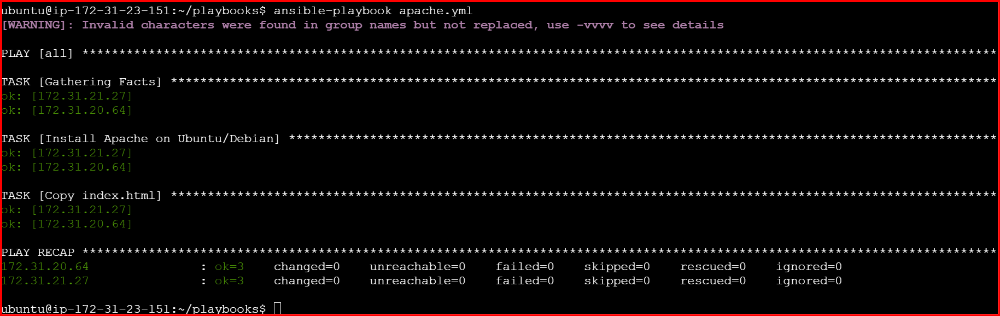 ubuntu@ip-172-31-23-151:~/playbooks$ ansible-playbook apache.yml
[WARNING]: Invalid characters were found in group names but not replaced, use -vvvv to see details
PLAY [all] ****************************************************************************************************************************
TASK [Gathering Facts] ****************************************************************************************************************
ok: [172.31.21.27]
ok: [172.31.20.64]
TASK [Install Apache on Ubuntu/Debian] ************************************************************************************************
ok: [172.31.21.27]
ok: [172.31.20.64]
TASK [Copy index.html] ****************************************************************************************************************
ok: [172.31.21.27]
ok: [172.31.20.64]
PLAY RECAP ****************************************************************************************************************************
172.31.20.64               : ok=3    changed=0    unreachable=0    failed=0    skipped=0    rescued=0    ignored=0
172.31.21.27               : ok=3    changed=0    unreachable=0    failed=0    skipped=0    rescued=0    ignored=0
ubuntu@ip-172-31-23-151:~/playbooks$